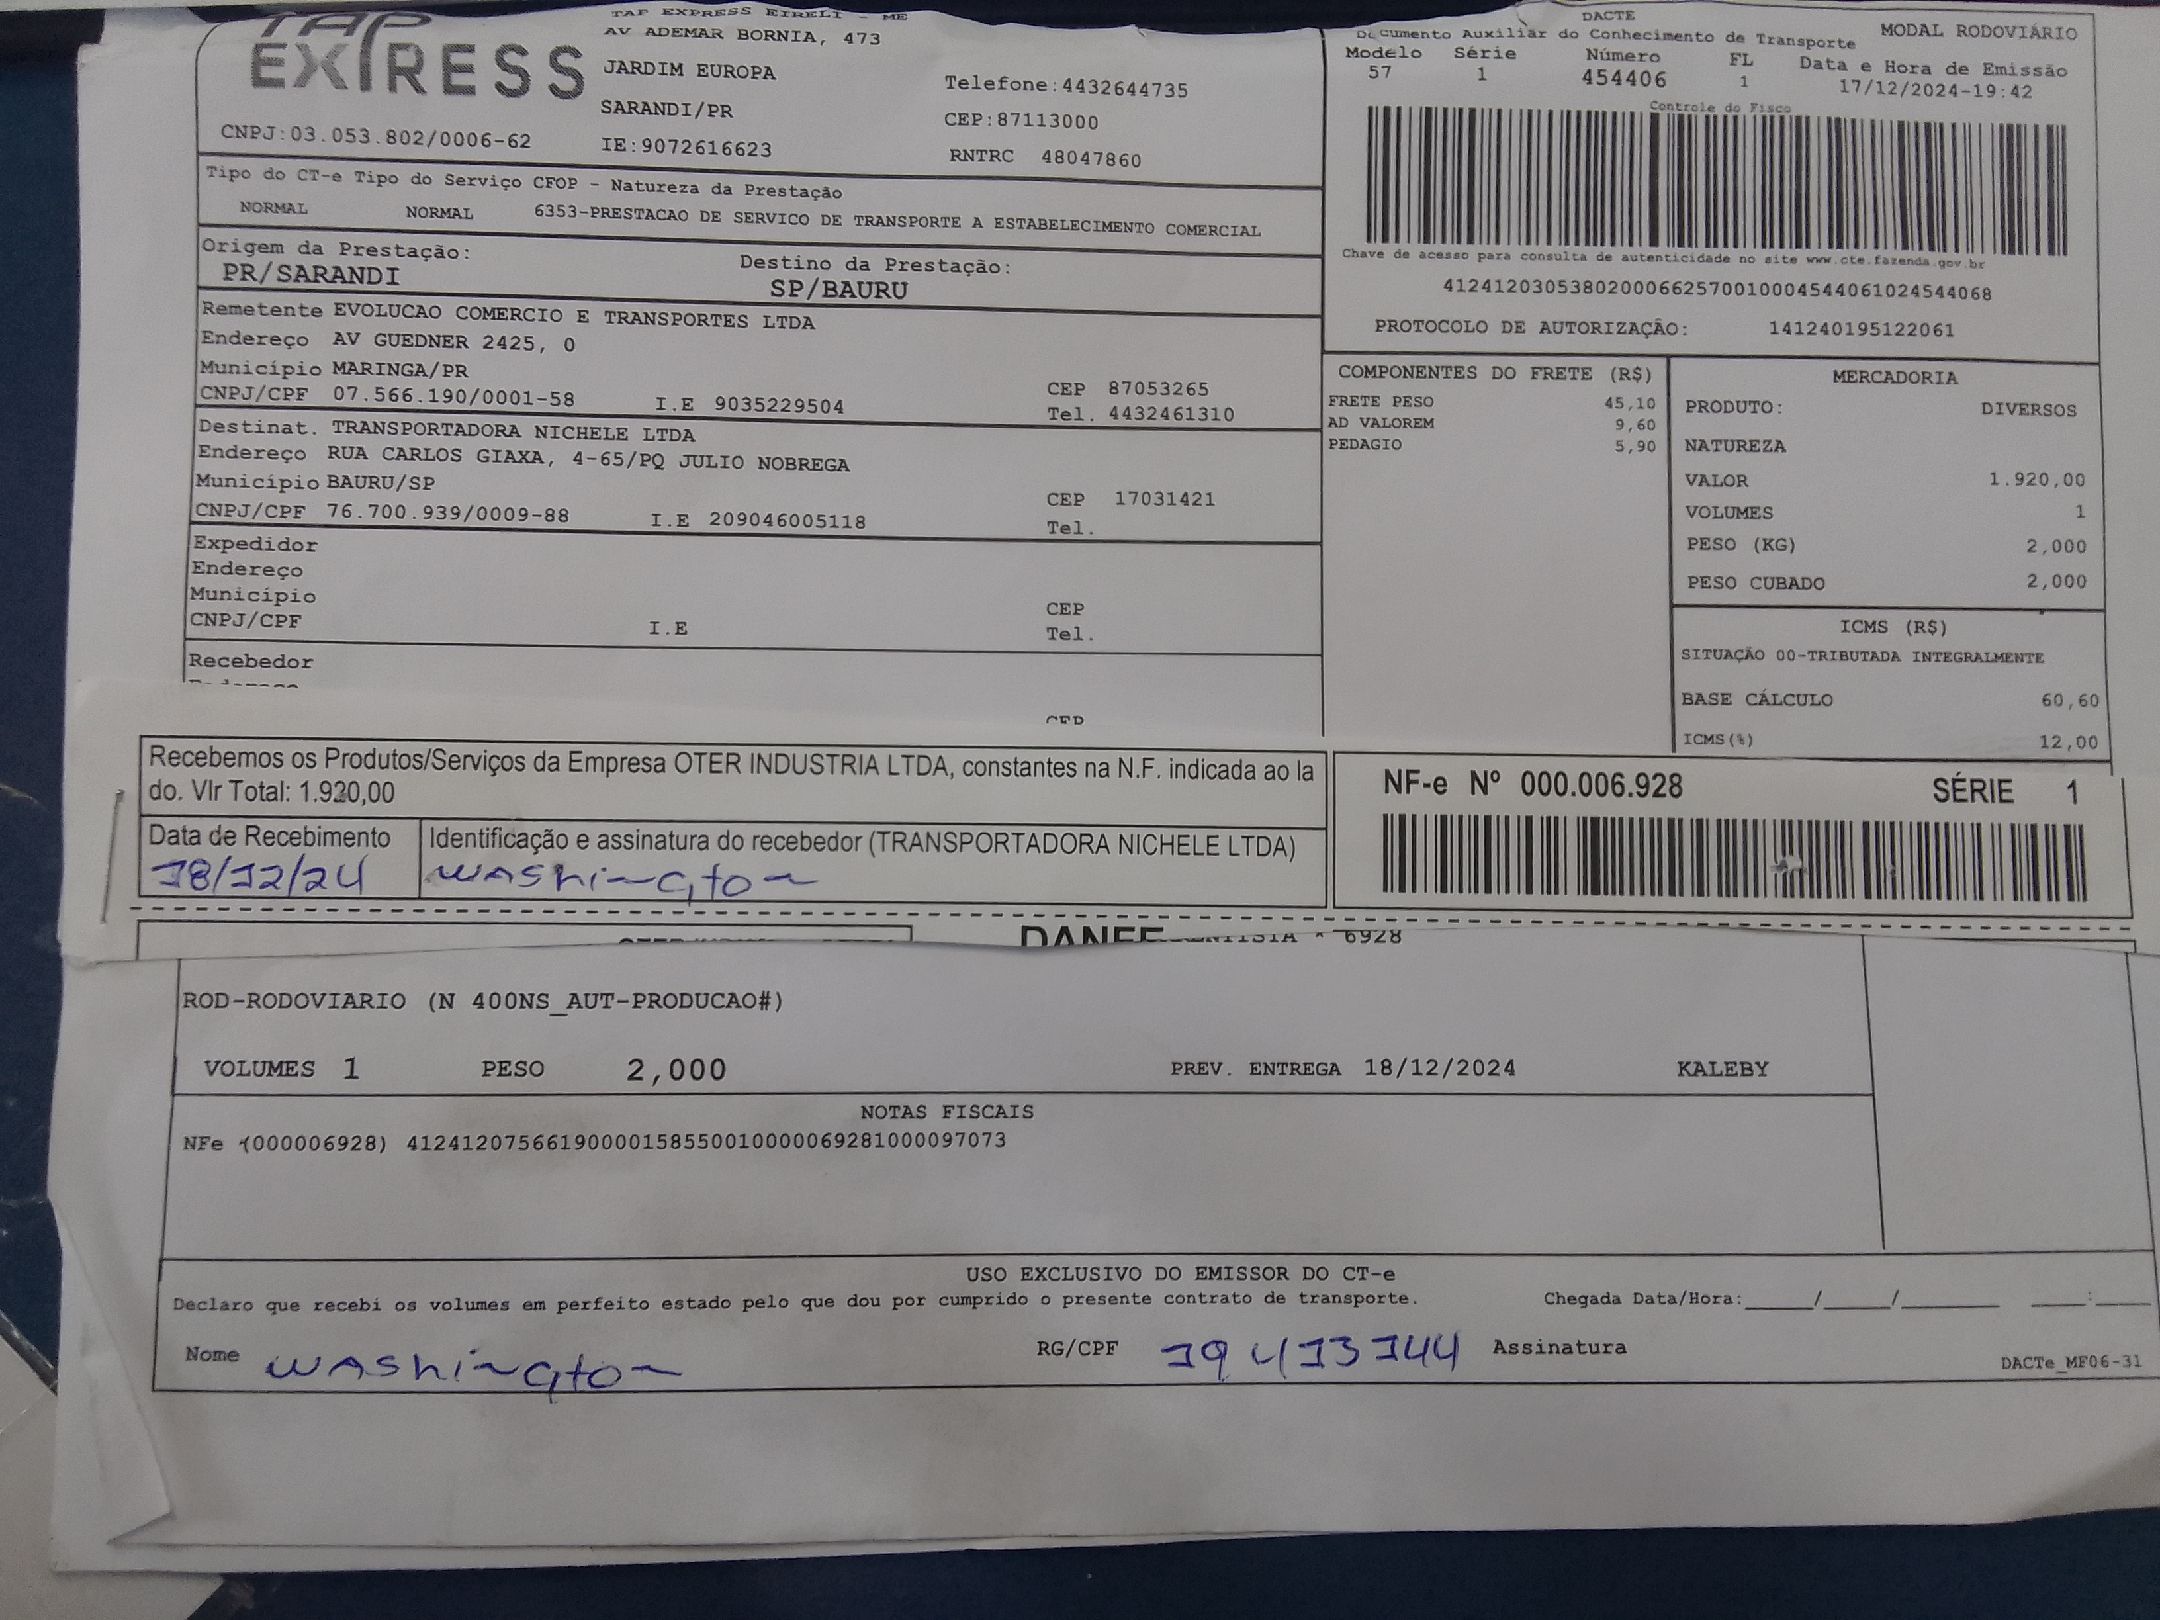 TAP EXPRESS
TAP EXPRESS EIRELI - ME
AV ADEMAR BORNIA, 473
JARDIM EUROPA
Telefone:4432644735
SARANDI/PR
CEP:87113000
CNPJ:03.053.802/0006-62
IE:9072616623
RNTRC 48047860
DACTE
Documento Auxiliar do Conhecimento de Transporte
MODAL RODOVIÁRIO
Modelo Série Número FL Data e Hora de Emissão
57 1 454406 1 17/12/2024-19:42
Controle do Fisco
Chave de acesso para consulta de autenticidade no site www.cte.fazenda.gov.br
41241203053802000662570010004544061024544068
PROTOCOLO DE AUTORIZAÇÃO: 141240195122061
Tipo do CT-e Tipo do Serviço CFOP - Natureza da Prestação
NORMAL NORMAL 6353-PRESTACAO DE SERVICO DE TRANSPORTE A ESTABELECIMENTO COMERCIAL
Origem da Prestação: Destino da Prestação:
PR/SARANDI SP/BAURU
Remetente EVOLUCAO COMERCIO E TRANSPORTES LTDA
Endereço AV GUEDNER 2425, 0
Município MARINGA/PR CEP 87053265
CNPJ/CPF 07.566.190/0001-58 I.E 9035229504 Tel. 4432461310
Destinat. TRANSPORTADORA NICHELE LTDA
Endereço RUA CARLOS GIAXA, 4-65/PQ JULIO NOBREGA
Município BAURU/SP CEP 17031421
CNPJ/CPF 76.700.939/0009-88 I.E 209046005118 Tel.
Expedidor
Endereço
Município CEP
CNPJ/CPF I.E Tel.
Recebedor
CEP
COMPONENTES DO FRETE (R$)
FRETE PESO 45,10
AD VALOREM 9,60
PEDAGIO 5,90
MERCADORIA
PRODUTO: DIVERSOS
NATUREZA
VALOR 1.920,00
VOLUMES 1
PESO (KG) 2,000
PESO CUBADO 2,000
ICMS (R$)
SITUAÇÃO 00-TRIBUTADA INTEGRALMENTE
BASE CÁLCULO 60,60
ICMS(%) 12,00
Recebemos os Produtos/Serviços da Empresa OTER INDUSTRIA LTDA, constantes na N.F. indicada ao la
do. Vlr Total: 1.920,00
NF-e Nº 000.006.928 SÉRIE 1
Data de Recebimento Identificação e assinatura do recebedor (TRANSPORTADORA NICHELE LTDA)
18/12/24 Washington
DANFE
6928
ROD-RODOVIARIO (N 400NS_AUT-PRODUCAO#)
VOLUMES 1 PESO 2,000 PREV. ENTREGA 18/12/2024 KALEBY
NOTAS FISCAIS
NFe (000006928) 41241207566190000158550010000069281000097073
USO EXCLUSIVO DO EMISSOR DO CT-e
Declaro que recebi os volumes em perfeito estado pelo que dou por cumprido o presente contrato de transporte. Chegada Data/Hora:_____/_____/_______ ____:____
Nome Washington RG/CPF 19413144 Assinatura
DACTe_MF06-31